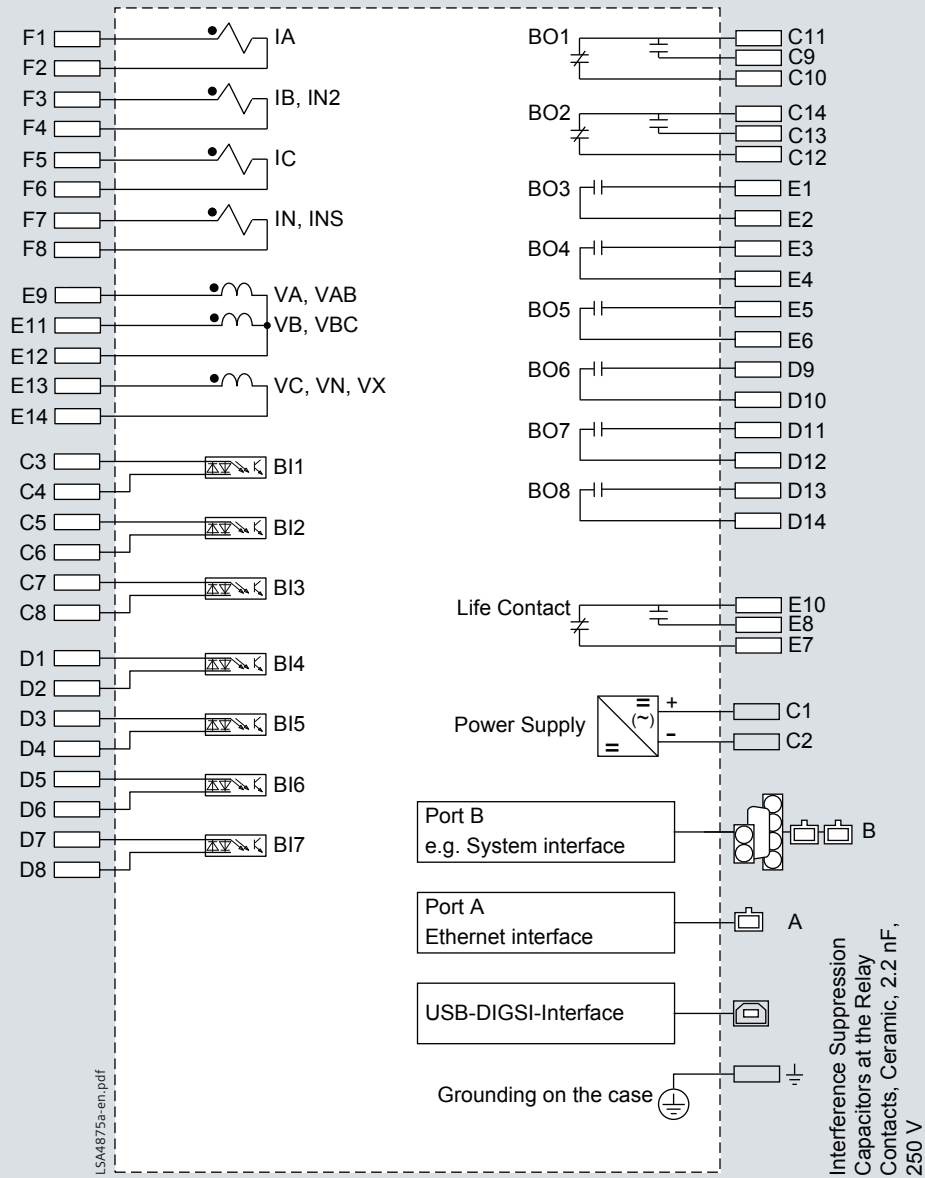 F1
F2
IA
F3
F4
IB, IN2
F5
F6
IC
F7
F8
IN, INS
E9
VA, VAB
E11
VB, VBC
E12
E13
VC, VN, VX
E14
C3
C4
BI1
C5
C6
BI2
C7
C8
BI3
D1
D2
BI4
D3
D4
BI5
D5
D6
BI6
D7
D8
BI7
BO1
C11
C9
C10
BO2
C14
C13
C12
BO3
E1
E2
BO4
E3
E4
BO5
E5
E6
BO6
D9
D10
BO7
D11
D12
BO8
D13
D14
Life Contact
E10
E8
E7
Power Supply
=
(~)
=
+
-
C1
C2
Port B
e.g. System interface
B
Port A
Ethernet interface
A
USB-DIGSI-Interface
Grounding on the case
Interference Suppression
Capacitors at the Relay
Contacts, Ceramic, 2.2 nF,
250 V
LSA4875a-en.pdf